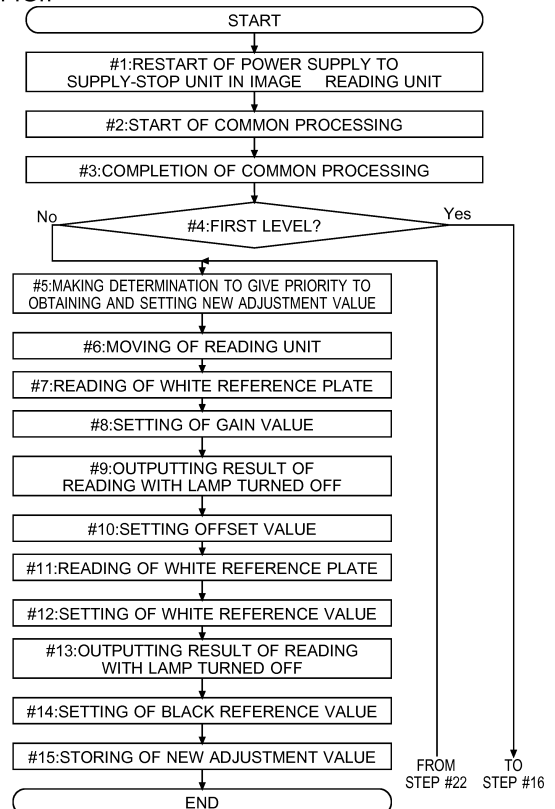 START
#1:RESTART OF POWER SUPPLY TO
SUPPLY-STOP UNIT IN IMAGE READING UNIT
#2:START OF COMMON PROCESSING
#3:COMPLETION OF COMMON PROCESSING
No
#4:FIRST LEVEL?
Yes
#5:MAKING DETERMINATION TO GIVE PRIORITY TO
OBTAINING AND SETTING NEW ADJUSTMENT VALUE
#6:MOVING OF READING UNIT
#7:READING OF WHITE REFERENCE PLATE
#8:SETTING OF GAIN VALUE
#9:OUTPUTTING RESULT OF
READING WITH LAMP TURNED OFF
#10:SETTING OFFSET VALUE
#11:READING OF WHITE REFERENCE PLATE
#12:SETTING OF WHITE REFERENCE VALUE
#13:OUTPUTTING RESULT OF READING
WITH LAMP TURNED OFF
#14:SETTING OF BLACK REFERENCE VALUE
#15:STORING OF NEW ADJUSTMENT VALUE
FROM
STEP #22
TO
STEP #16
END